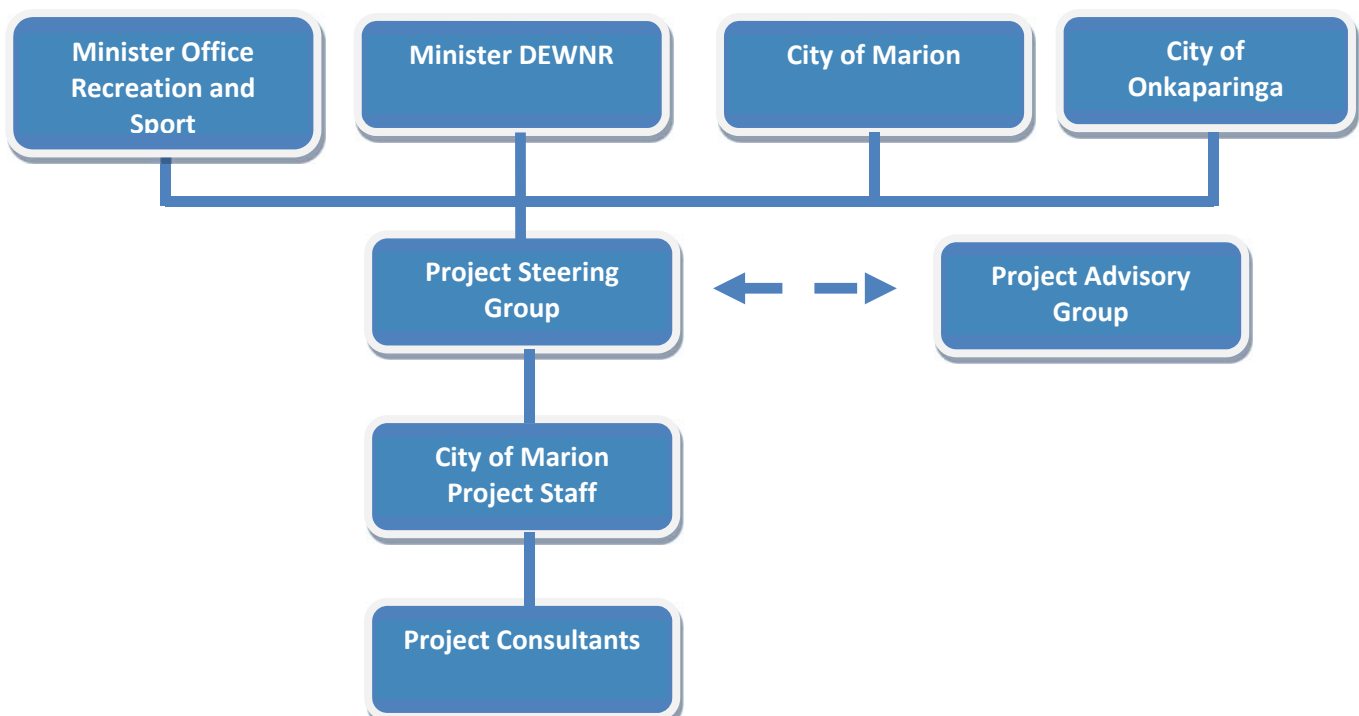 Minister Office
Recreation and
Sport
Minister DEWNR
City of Marion
City of
Onkaparinga
Project Steering
Group
Project Advisory
Group
City of Marion
Project Staff
Project Consultants